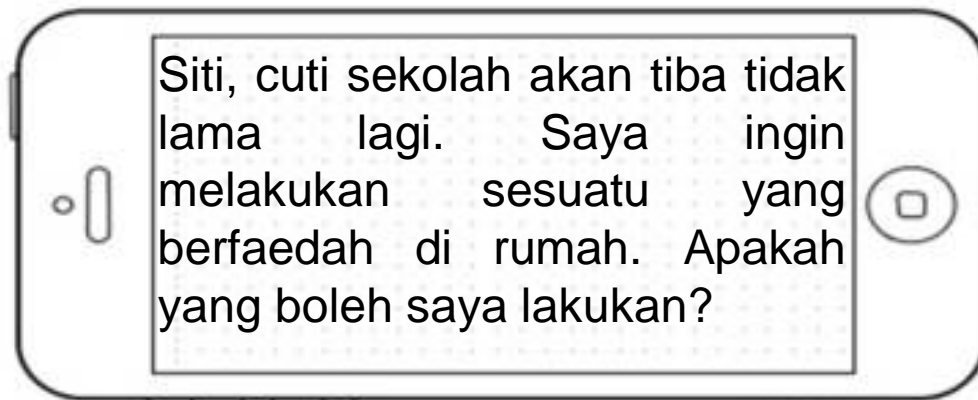 Siti, cuti sekolah akan tiba tidak
lama lagi. Saya ingin
melakukan sesuatu yang
berfaedah di rumah. Apakah
yang boleh saya lakukan?